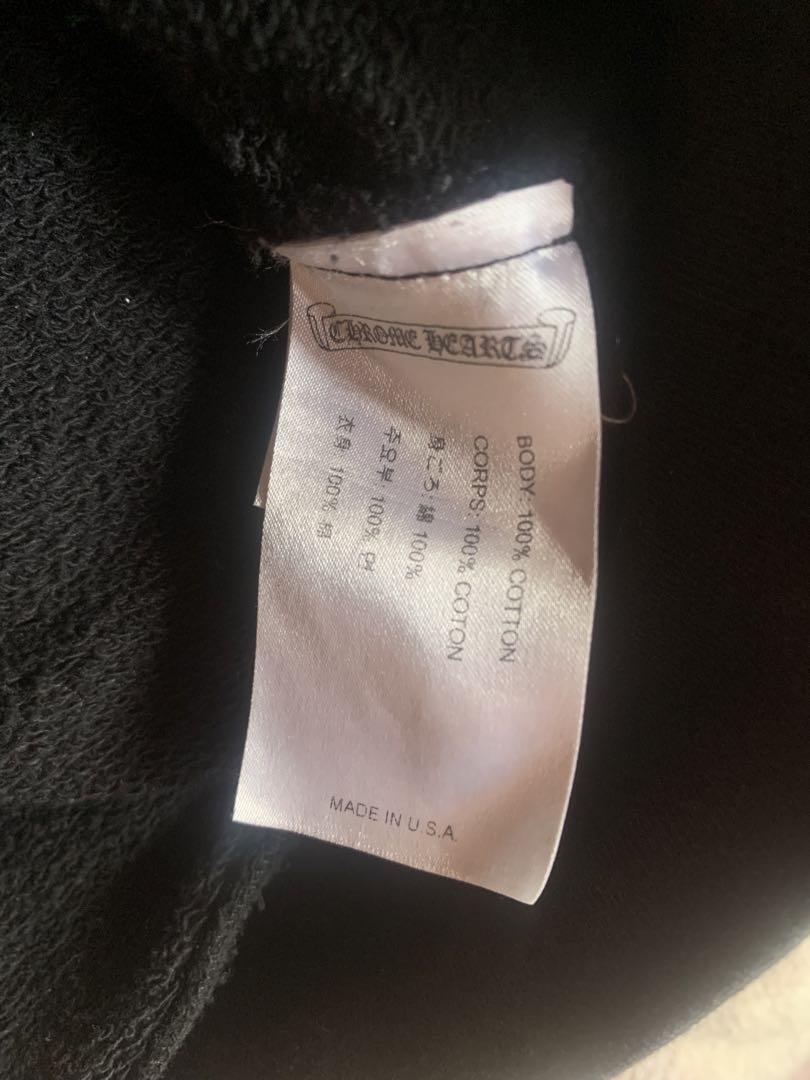 CHROME HEARTS
BODY: 100% COTTON
CORPS: 100% COTON
身ごろ: 綿 100%
주요부: 100% 면
衣身: 100% 棉
MADE IN U.S.A.